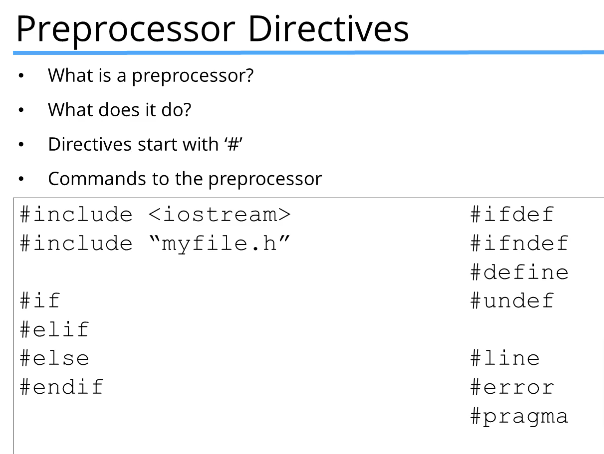 Preprocessor Directives
• What is a preprocessor?
• What does it do?
• Directives start with ‘#’
• Commands to the preprocessor
#include <iostream>
#include “myfile.h”
#if
#elif
#else
#endif
#ifdef
#ifndef
#define
#undef
#line
#error
#pragma